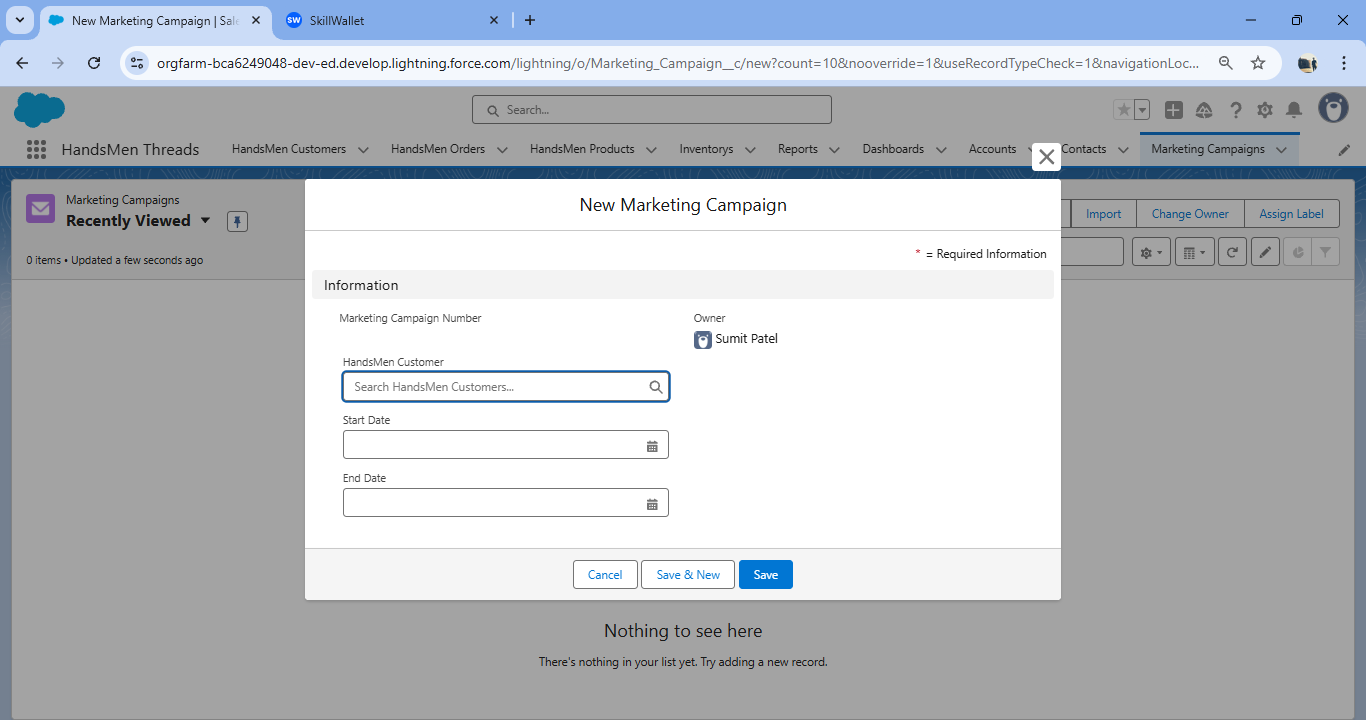 New Marketing Campaign | Sale
SW SkillWallet
orgfarm-bca6249048-dev-ed.develop.lightning.force.com/lightning/o/Marketing_Campaign__c/new?count=10&nooverride=1&useRecordTypeCheck=1&navigationLoc...
Search...
HandsMen Threads HandsMen Customers HandsMen Orders HandsMen Products Inventorys Reports Dashboards Accounts Contacts Marketing Campaigns
Marketing Campaigns
Recently Viewed
Import Change Owner Assign Label
0 items • Updated a few seconds ago
New Marketing Campaign
* = Required Information
Information
Marketing Campaign Number
Owner
Sumit Patel
HandsMen Customer
Search HandsMen Customers...
Start Date
End Date
Cancel Save & New Save
Nothing to see here
There's nothing in your list yet. Try adding a new record.